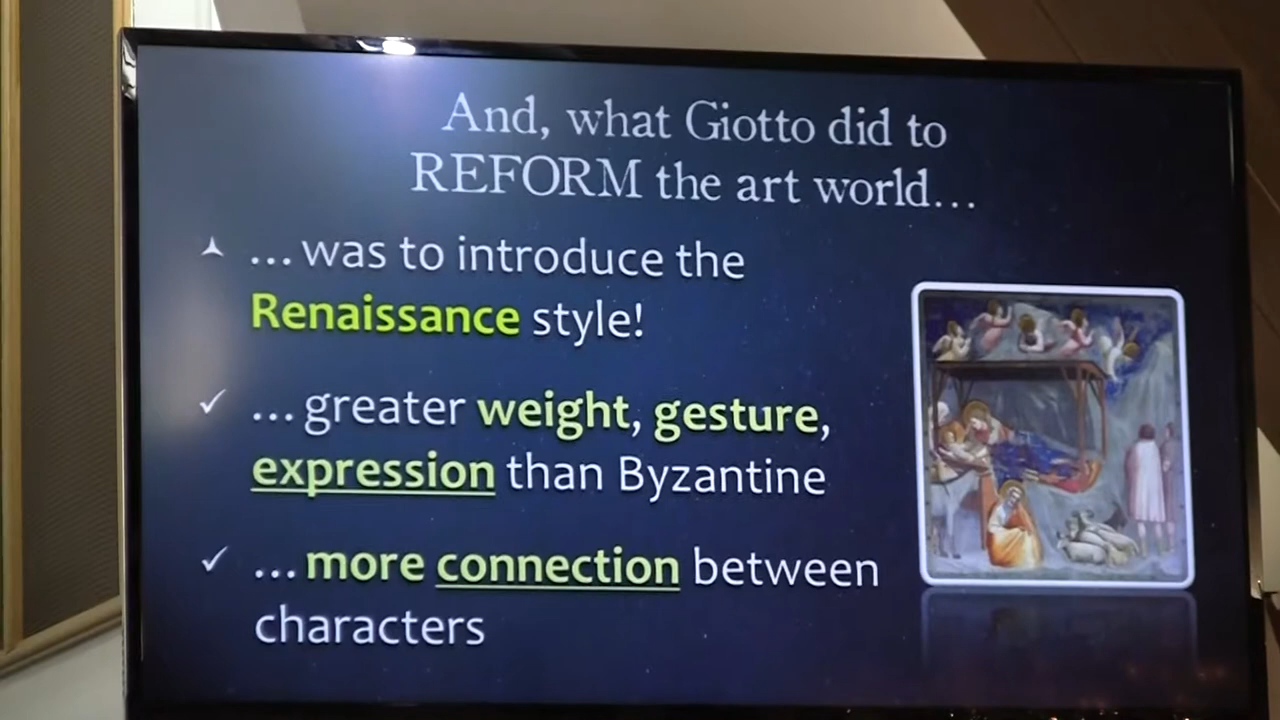 And, what Giotto did to
REFORM the art world...
... was to introduce the
Renaissance style!
... greater weight, gesture,
expression than Byzantine
... more connection between
characters